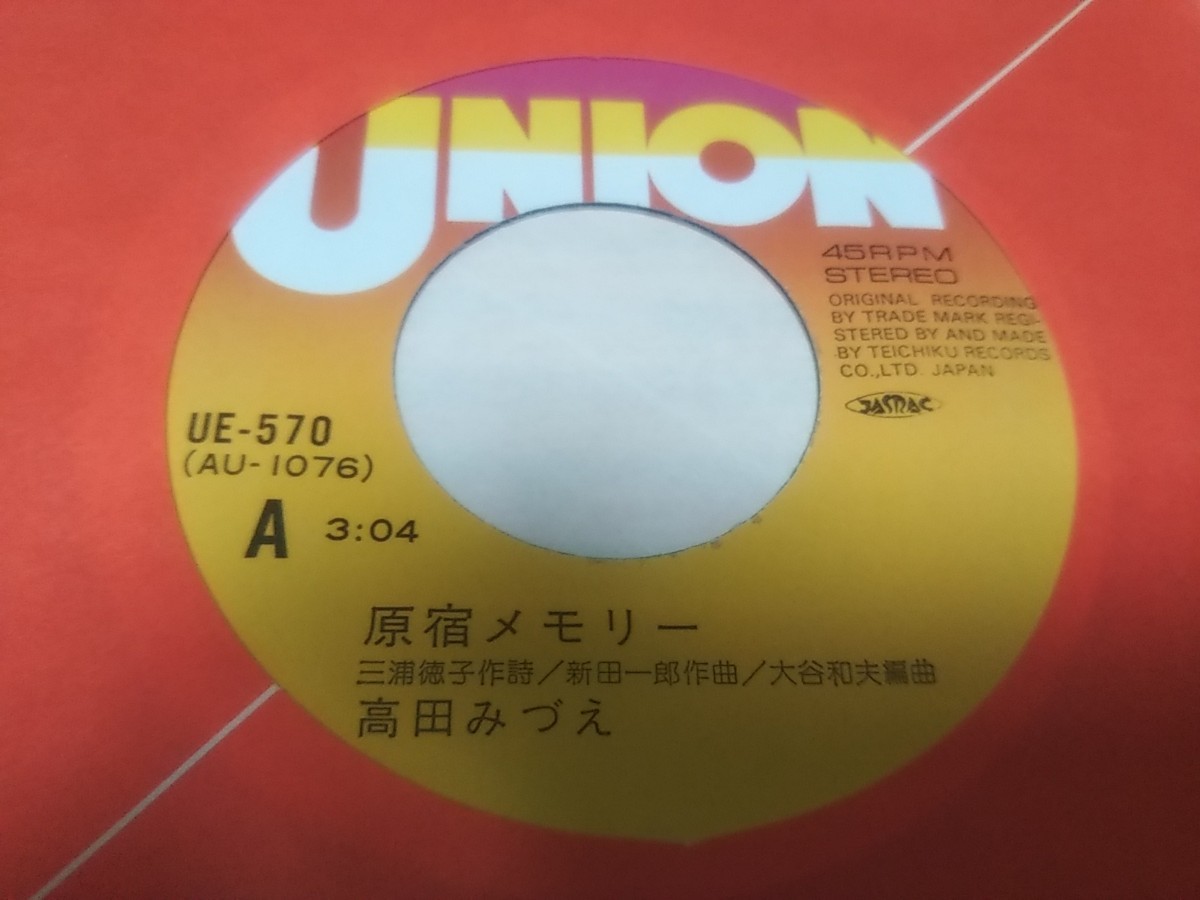 UNION
45RPM
STEREO
ORIGINAL RECORDING
BY TRADE MARK REGI-
STERED BY AND MADE
BY TEICHIKU RECORDS
CO.,LTD. JAPAN
JASRAC
UE-570
(AU-1076)
A 3:04
原宿メモリー
三浦徳子作詩/新田一郎作曲/大谷和夫編曲
高田みづえ